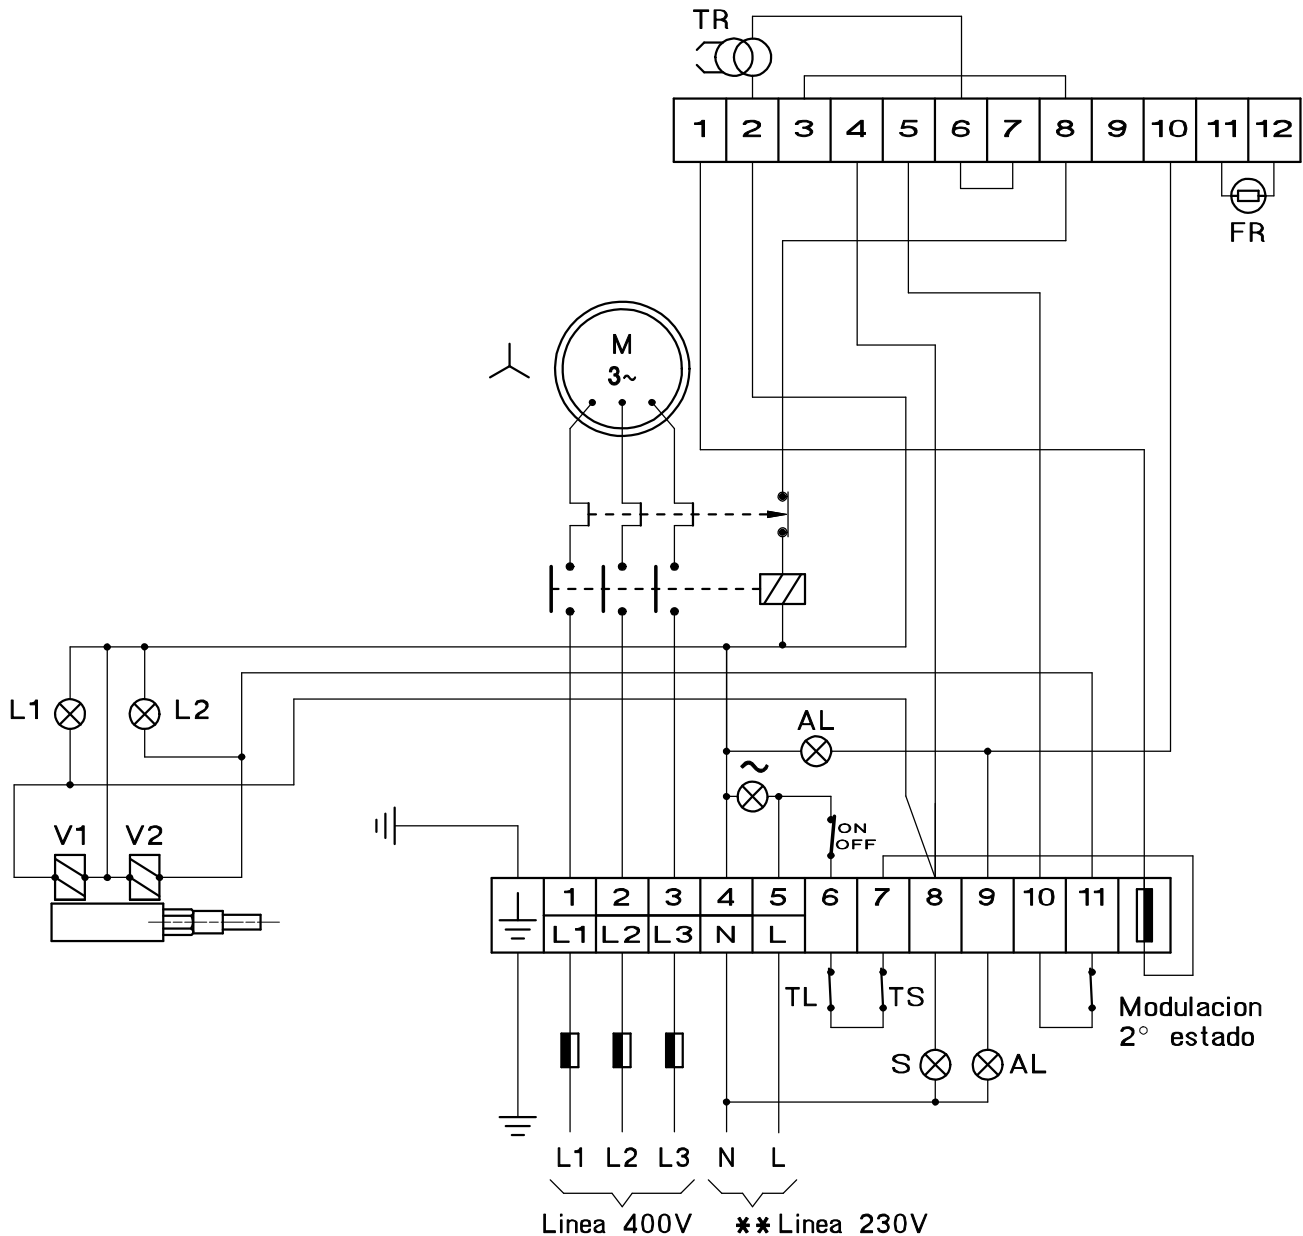 TR
1 2 3 4 5 6 7 8 9 10 11 12
FR
M
3~
L1 L2
AL
~
ON
OFF
V1 V2
1 2 3 4 5 6 7 8 9 10 11
L1 L2 L3 N L
TL TS
Modulacion
2° estado
S AL
L1 L2 L3 N L
Linea 400V **Linea 230V